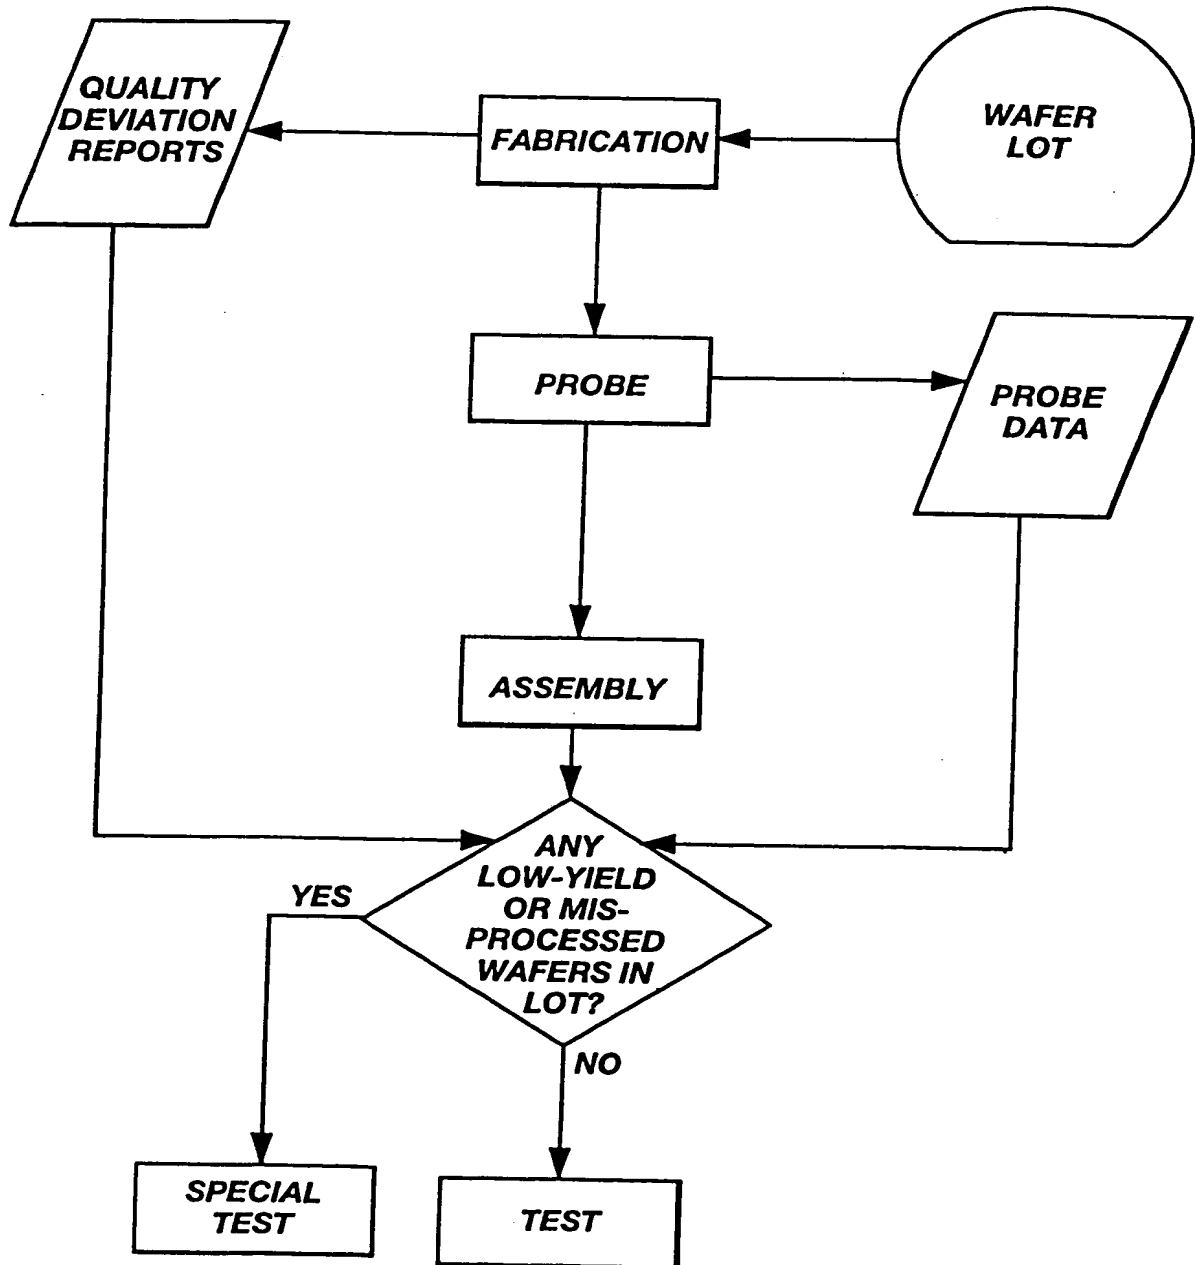 QUALITY
DEVIATION
REPORTS
FABRICATION
WAFER
LOT
PROBE
PROBE
DATA
ASSEMBLY
ANY
LOW-YIELD
OR MIS-
PROCESSED
WAFERS IN
LOT?
YES
NO
SPECIAL
TEST
TEST